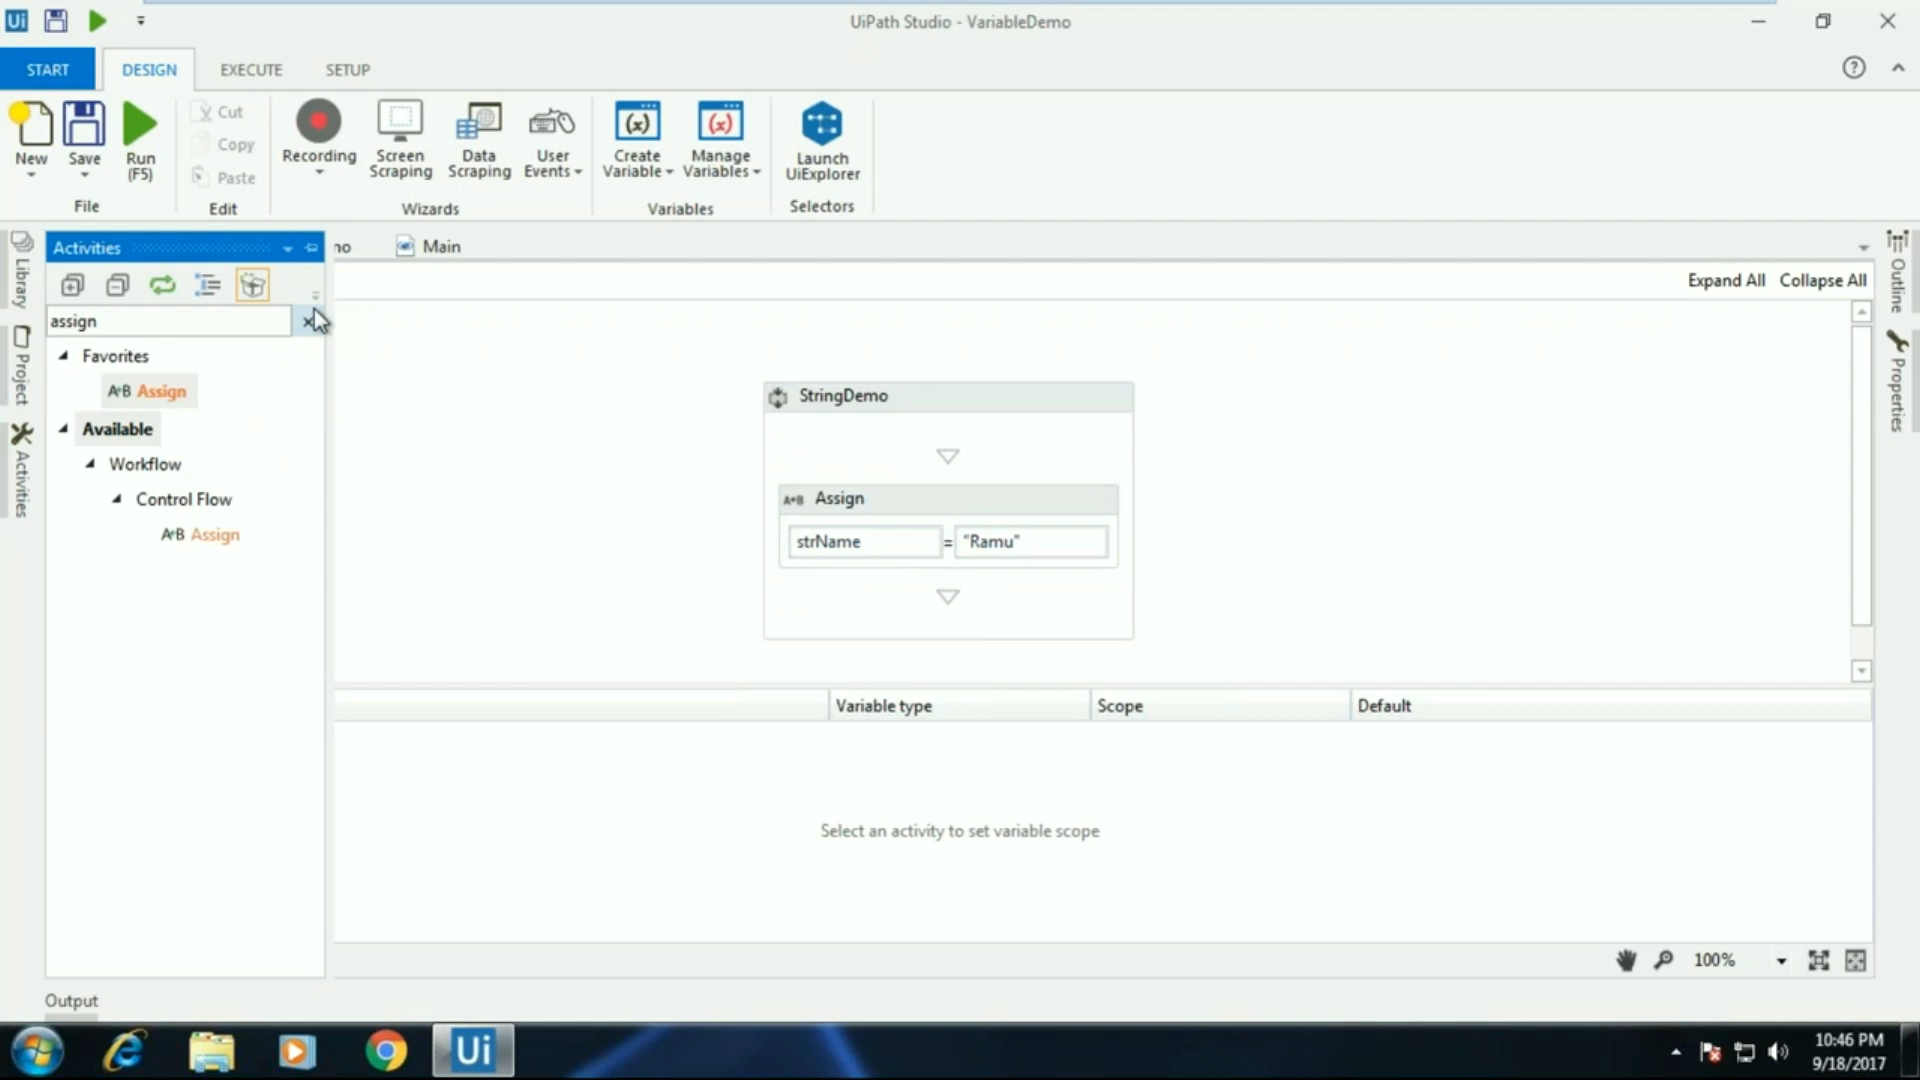 Ui
UiPath Studio - VariableDemo
START
DESIGN
EXECUTE
SETUP
New
Save
Run
(F5)
File
Cut
Copy
Paste
Edit
Recording
Screen
Scraping
Data
Scraping
User
Events
Wizards
(x)
Create
Variable
(x)
Manage
Variables
Variables
Launch
UiExplorer
Selectors
Library
Project
Activities
Activities
assign
Favorites
A+B Assign
Available
Workflow
Control Flow
A+B Assign
no
Main
Expand All Collapse All
StringDemo
A+B Assign
strName = "Ramu"
Variable type
Scope
Default
Select an activity to set variable scope
100%
Outline
Properties
Output
Ui
10:46 PM
9/18/2017